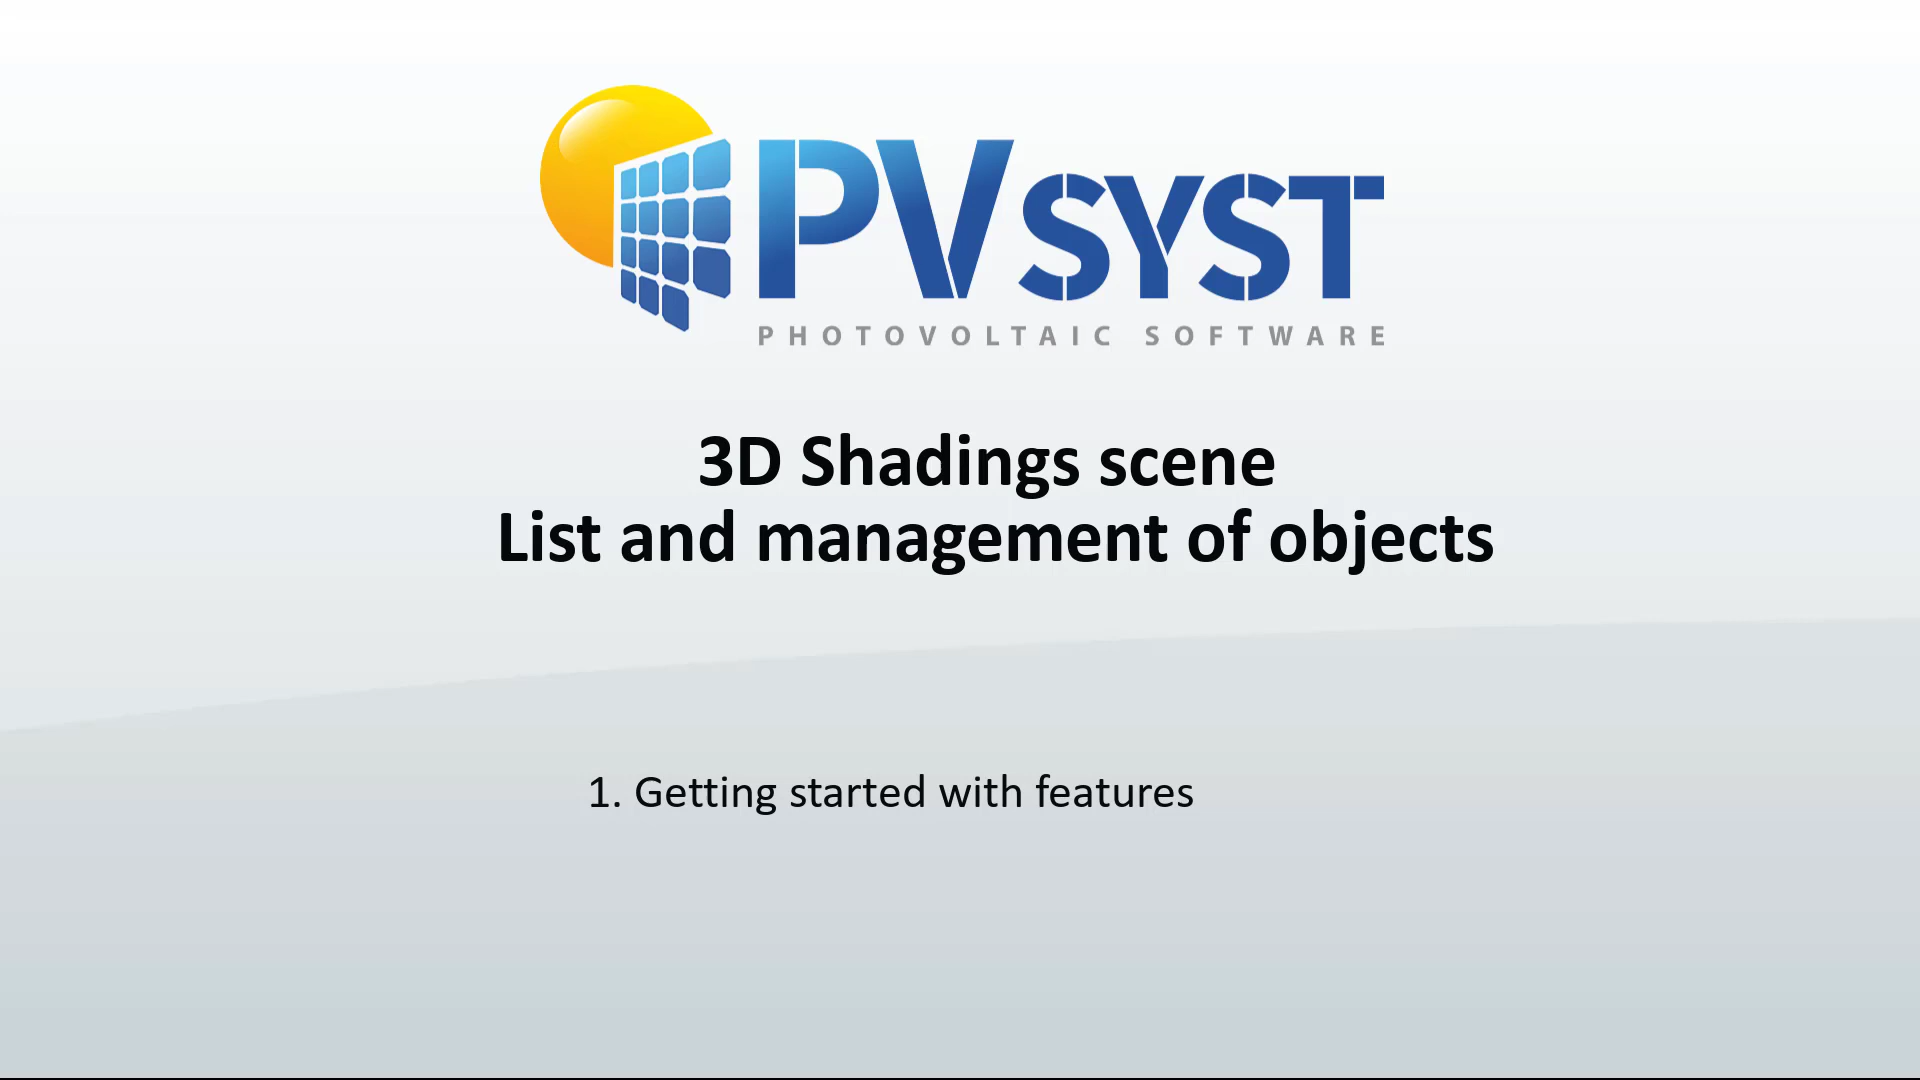 PVSYST
PHOTOVOLTAIC SOFTWARE
3D Shadings scene
List and management of objects
1. Getting started with features